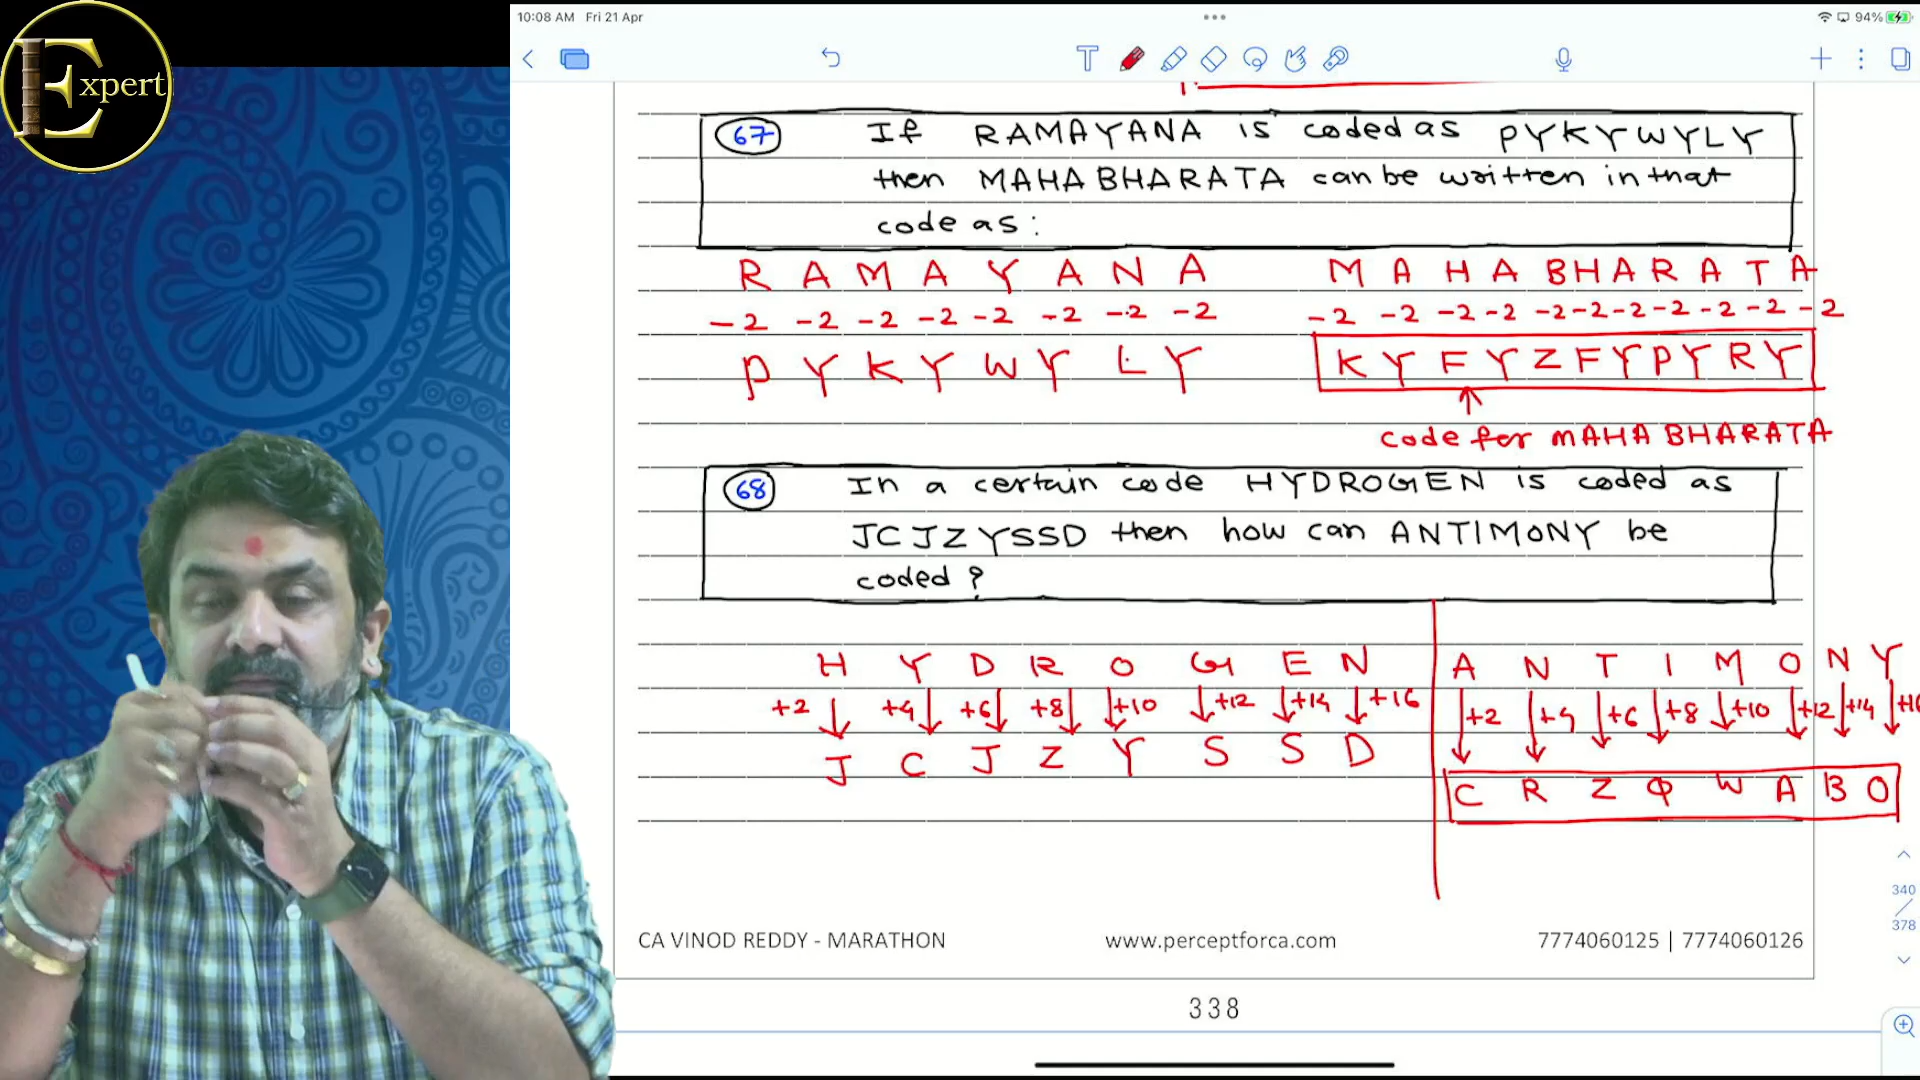 Expert
10:08 AM Fri 21 Apr
94%
67 If RAMAYANA is coded as PYKYWYLY
then MAHABHARATA can be written in that
code as:
R A M A Y A N A
-2 -2 -2 -2 -2 -2 -2 -2
P Y K Y W Y L Y
M A H A B H A R A T A
-2 -2 -2 -2 -2 -2 -2 -2 -2 -2 -2
K Y F Y Z F Y P Y R Y
code for MAHABHARATA
68 In a certain code HYDROGEN is coded as
JCJZYSSD then how can ANTIMONY be
coded?
H Y D R O G E N
+2 +4 +6 +8 +10 +12 +14 +16
J C J Z Y S S D
A N T I M O N Y
+2 +4 +6 +8 +10 +12 +14 +16
C R Z Q W A B O
340
378
CA VINOD REDDY - MARATHON www.perceptforca.com 7774060125 | 7774060126
338